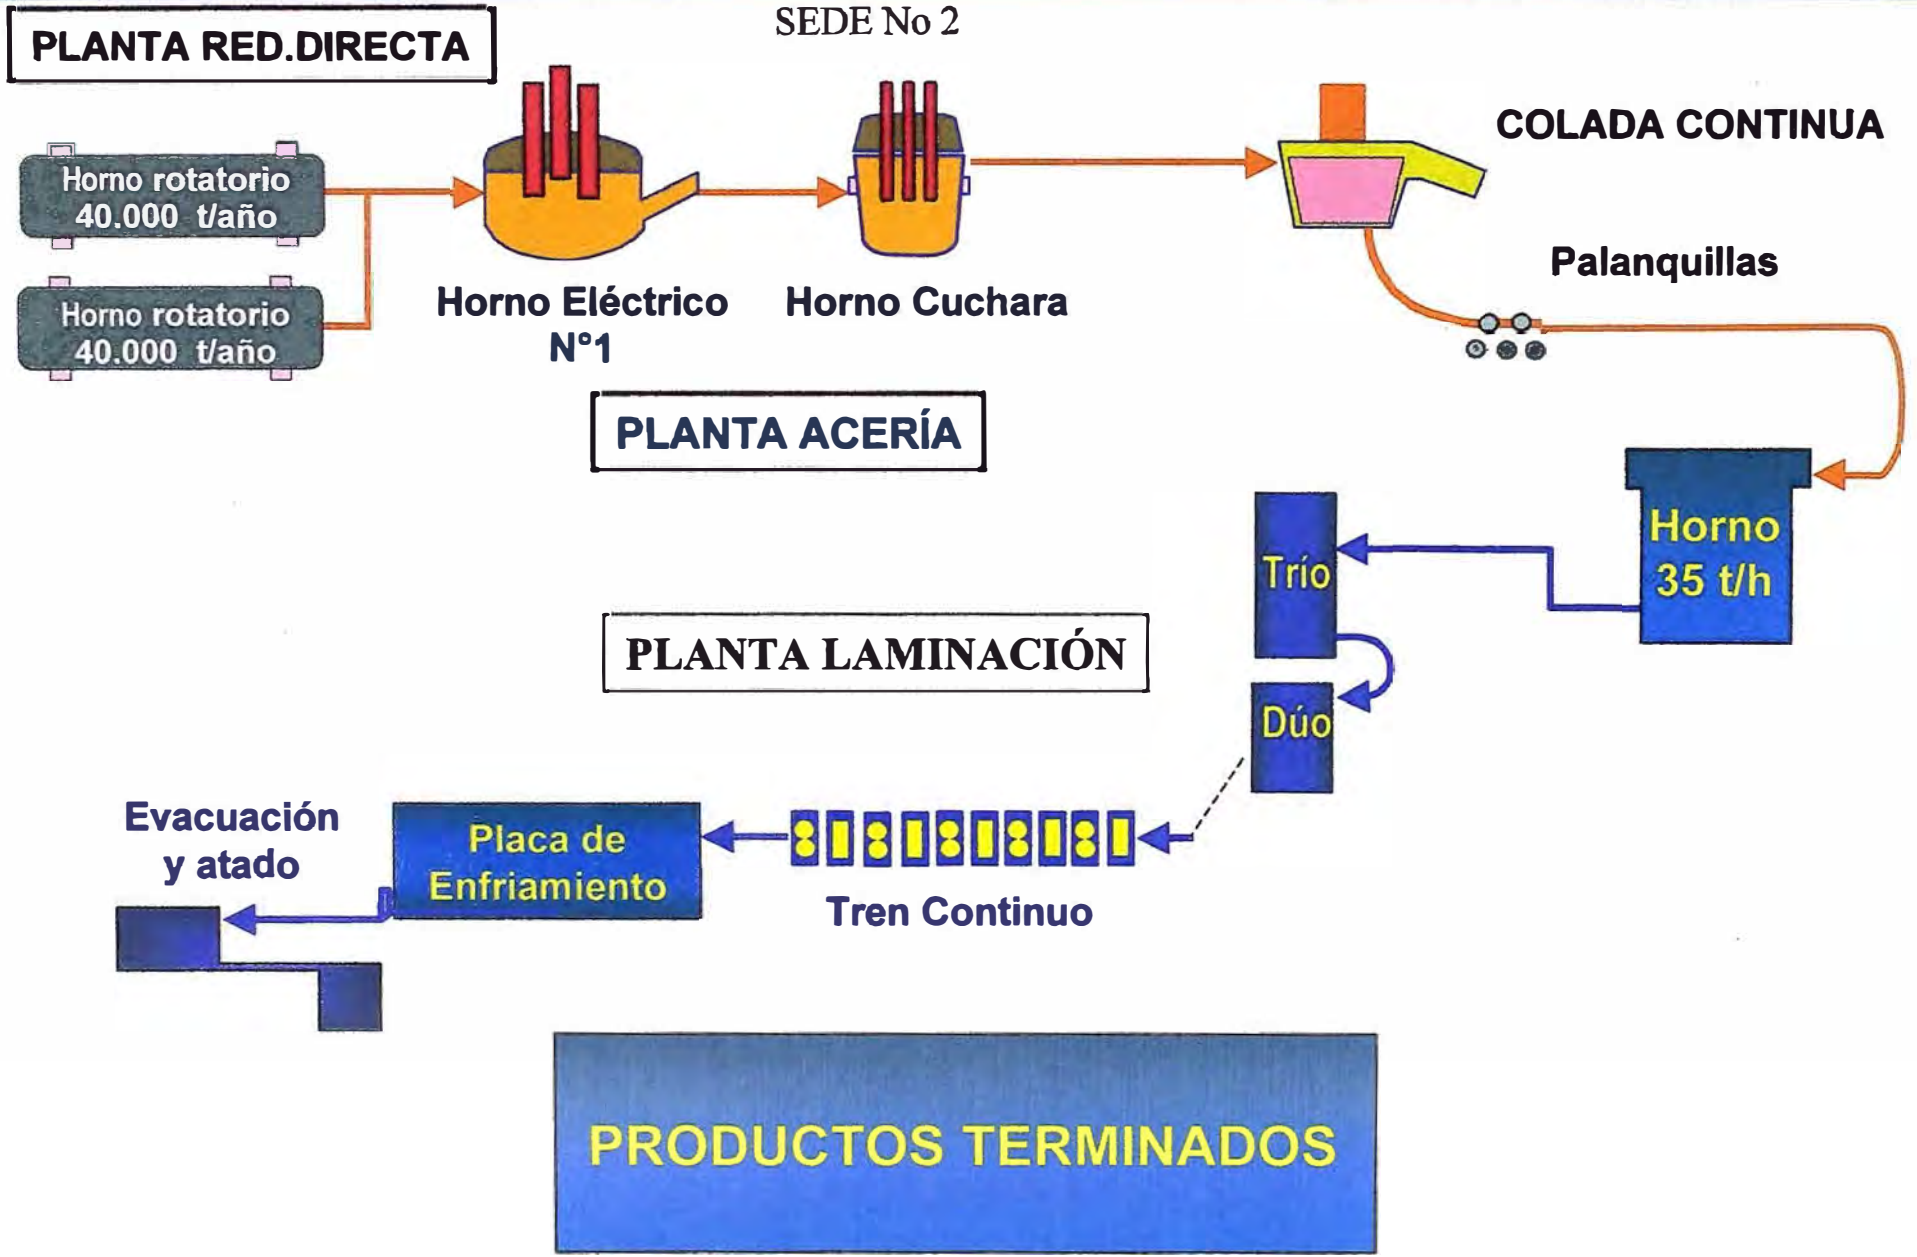 SEDE No 2
PLANTA RED.DIRECTA
COLADA CONTINUA
Horno rotatorio
40.000 t/año
Palanquillas
Horno rotatorio
40.000 t/año
Horno Eléctrico
N°1
Horno Cuchara
PLANTA ACERÍA
Horno
35 t/h
Trío
PLANTA LAMINACIÓN
Dúo
Evacuación
y atado
Placa de
Enfriamiento
Tren Continuo
PRODUCTOS TERMINADOS